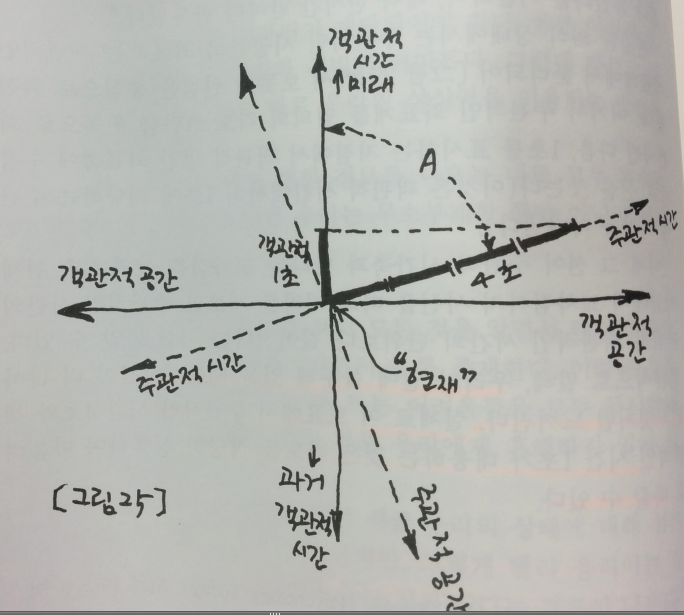 객관적
시간
↑미래
A
주관적 시간
객관적
1초
4초
객관적 공간
객관적
공간
주관적 시간
"현재"
↓
과거
객관적
시간
주관적 공간
[그림 2차]